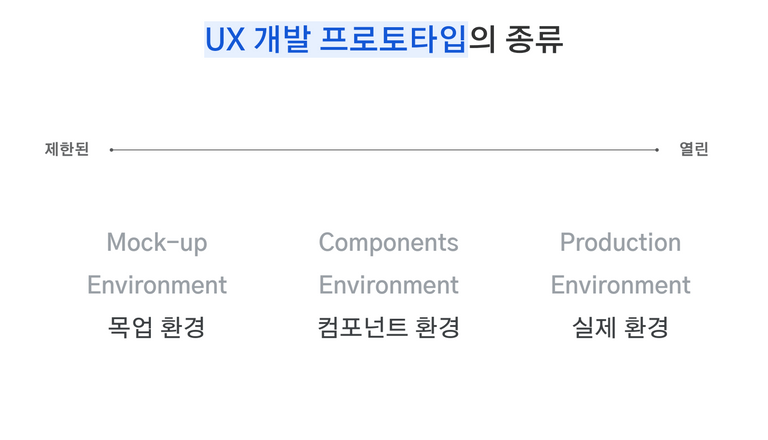 UX 개발 프로토타입의 종류
제한된
열린
Mock-up
Environment
목업 환경
Components
Environment
컴포넌트 환경
Production
Environment
실제 환경